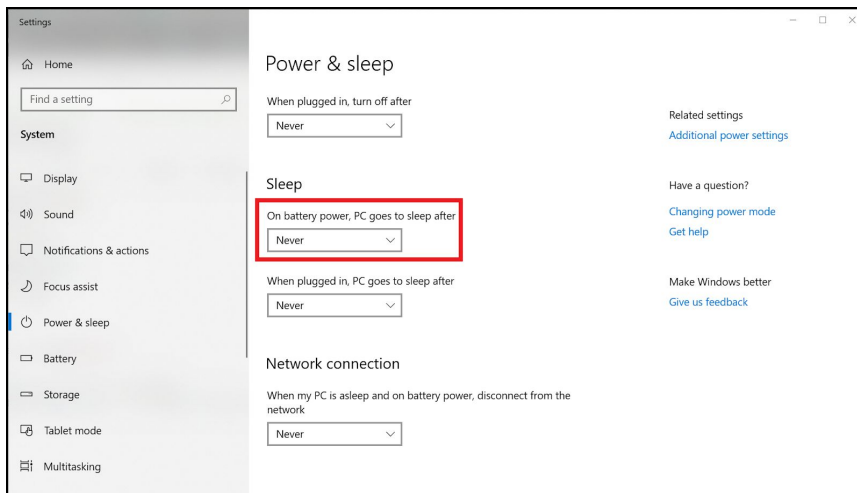 Settings
Home
Find a setting
System
Display
Sound
Notifications & actions
Focus assist
Power & sleep
Battery
Storage
Tablet mode
Multitasking
Power & sleep
When plugged in, turn off after
Never
Sleep
On battery power, PC goes to sleep after
Never
When plugged in, PC goes to sleep after
Never
Network connection
When my PC is asleep and on battery power, disconnect from the
network
Never
Related settings
Additional power settings
Have a question?
Changing power mode
Get help
Make Windows better
Give us feedback